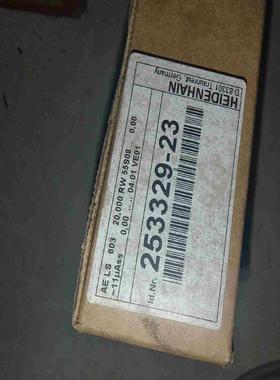 HEIDENHAIN
D 83301 Traunreut, Germany
AE LS 603 20,000 RW 55S08.. 0,00
~11µAss 0,00 ..... 04.01 VE01
Id.Nr. 253329-23